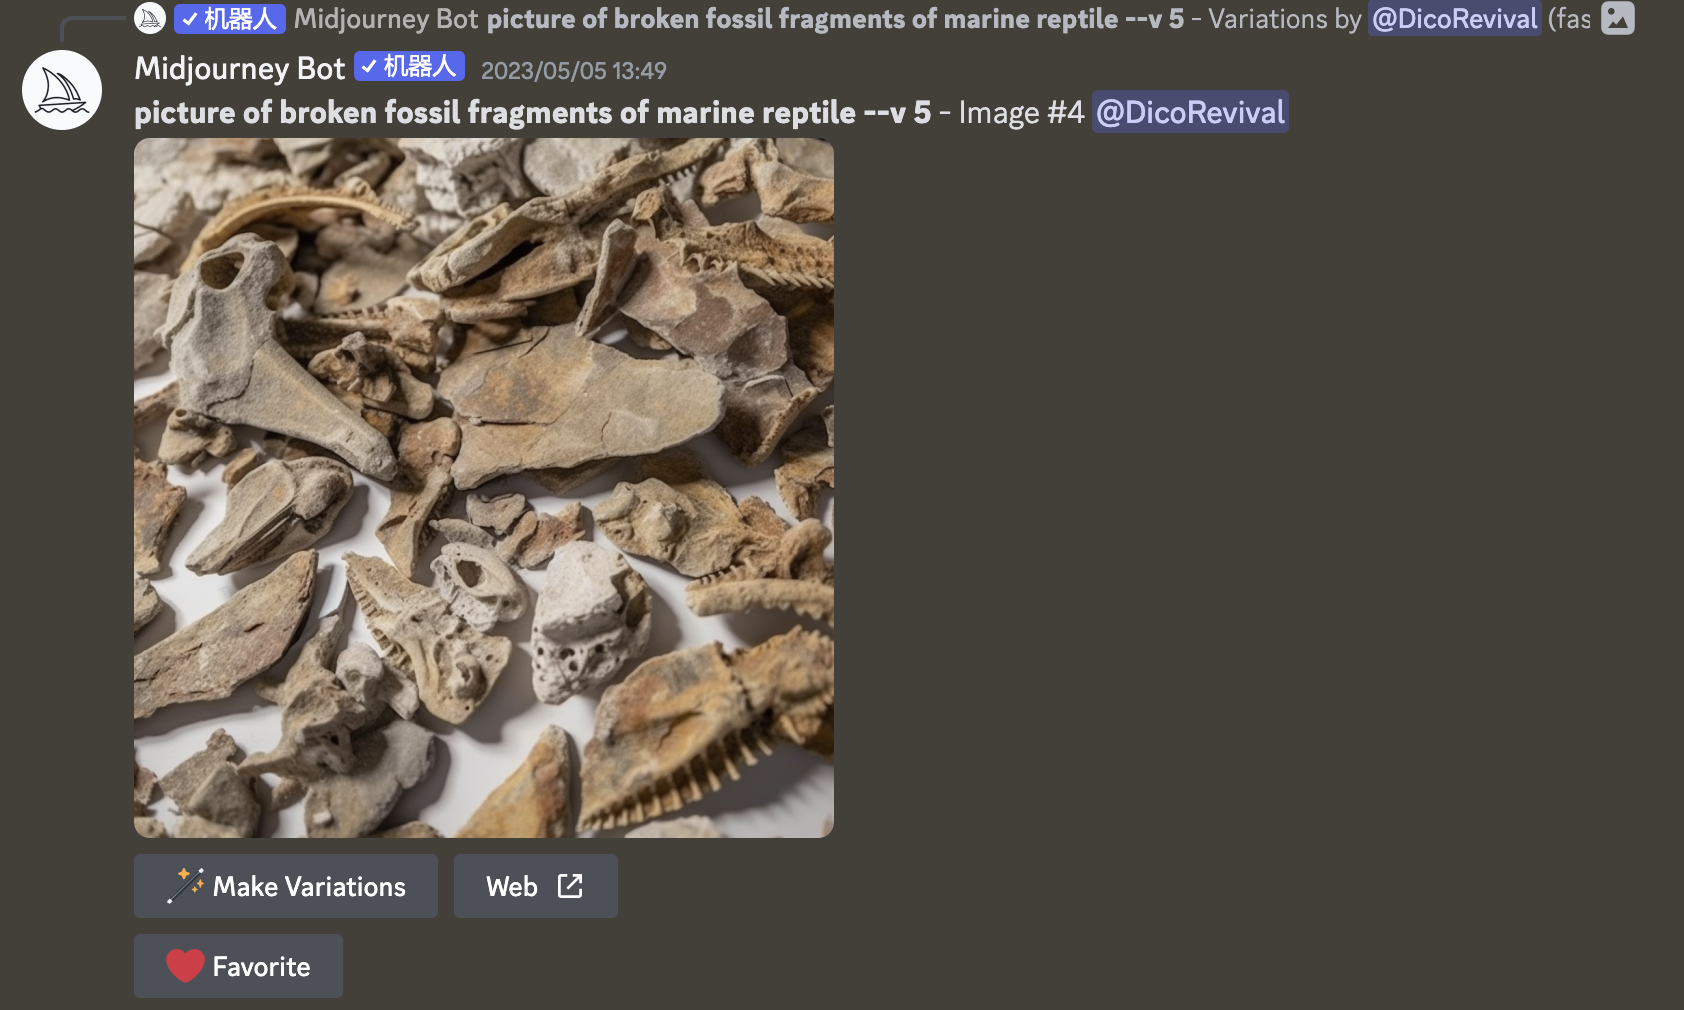 机器人 Midjourney Bot picture of broken fossil fragments of marine reptile --v 5 - Variations by @DicoRevival (fas
Midjourney Bot 机器人 2023/05/05 13:49
picture of broken fossil fragments of marine reptile --v 5 - Image #4 @DicoRevival
Make Variations Web
Favorite